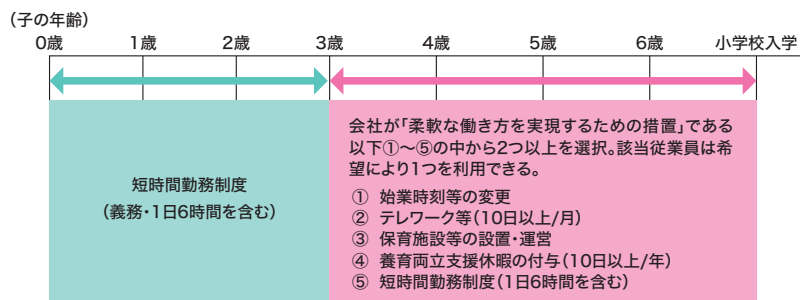 (子の年齢)
0歳 1歳 2歳 3歳 4歳 5歳 6歳 小学校入学
短時間勤務制度
(義務・1日6時間を含む)
会社が「柔軟な働き方を実現するための措置」である
以下①〜⑤の中から2つ以上を選択。該当従業員は希
望により1つを利用できる。
① 始業時刻等の変更
② テレワーク等(10日以上/月)
③ 保育施設等の設置・運営
④ 養育両立支援休暇の付与(10日以上/年)
⑤ 短時間勤務制度(1日6時間を含む)